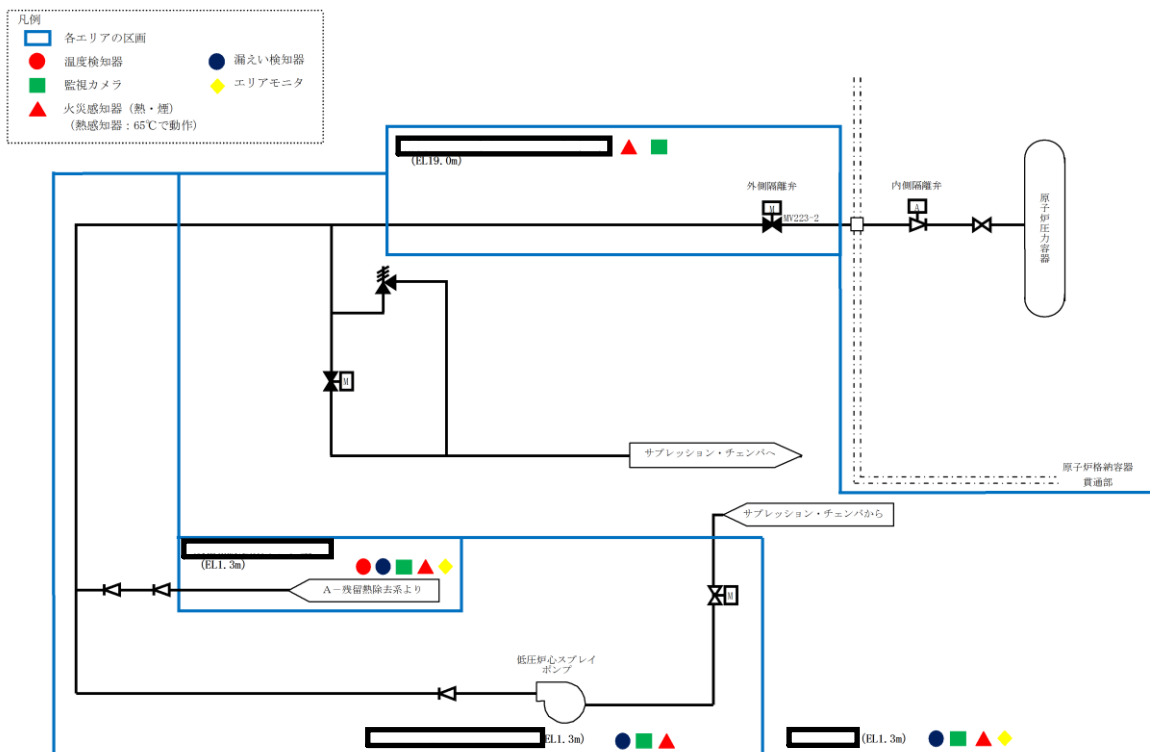 凡例
各エリアの区画
温度検知器
漏えい検知器
監視カメラ
エリアモニタ
火災感知器（熱・煙）
（熱感知器：65℃で動作）
(EL19.0m)
外側隔離弁
M
MV223-2
内側隔離弁
A
原子炉圧力容器
M
サプレッション・チェンバへ
原子炉格納容器
貫通部
サプレッション・チェンバから
(EL1.3m)
A－残留熱除去系より
M
低圧炉心スプレイ
ポンプ
EL1.3m)
(EL1.3m)